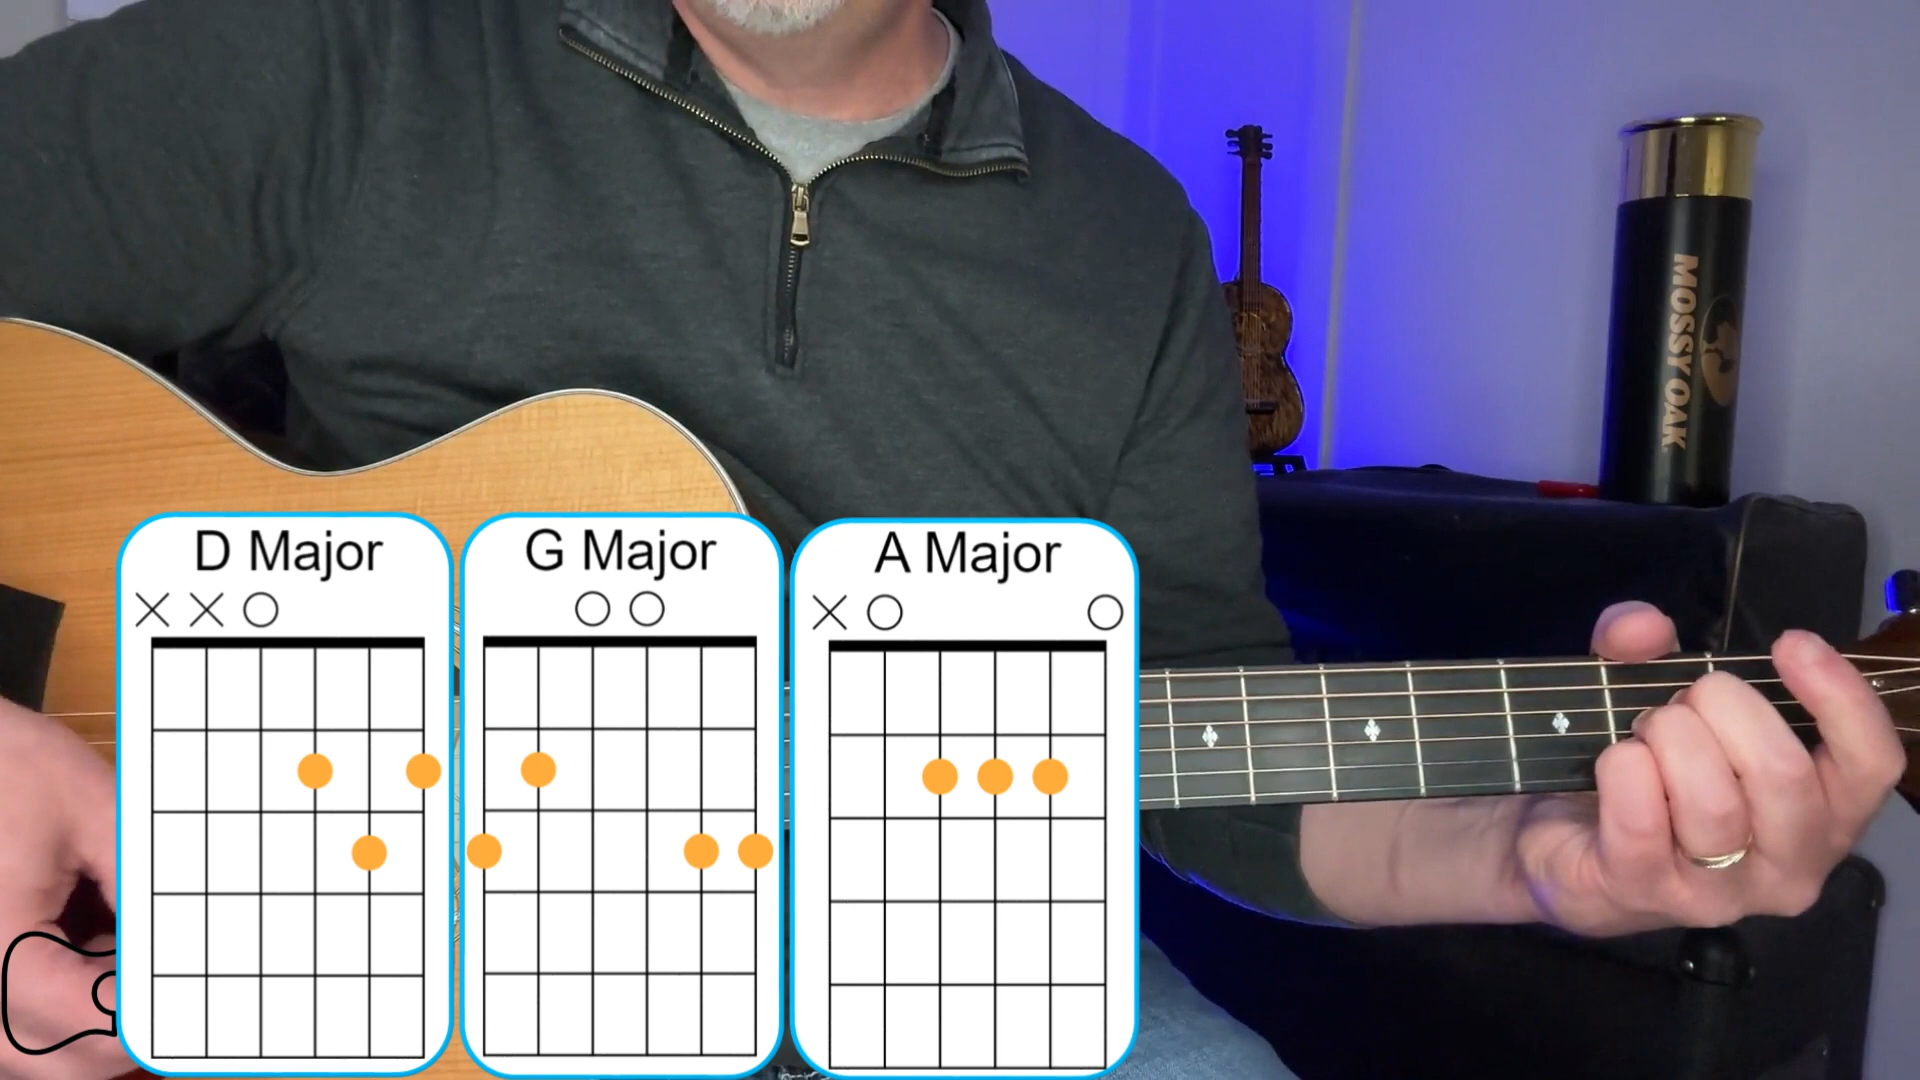 D Major
G Major
A Major
X X O
O O
X O O
MOSSY OAK